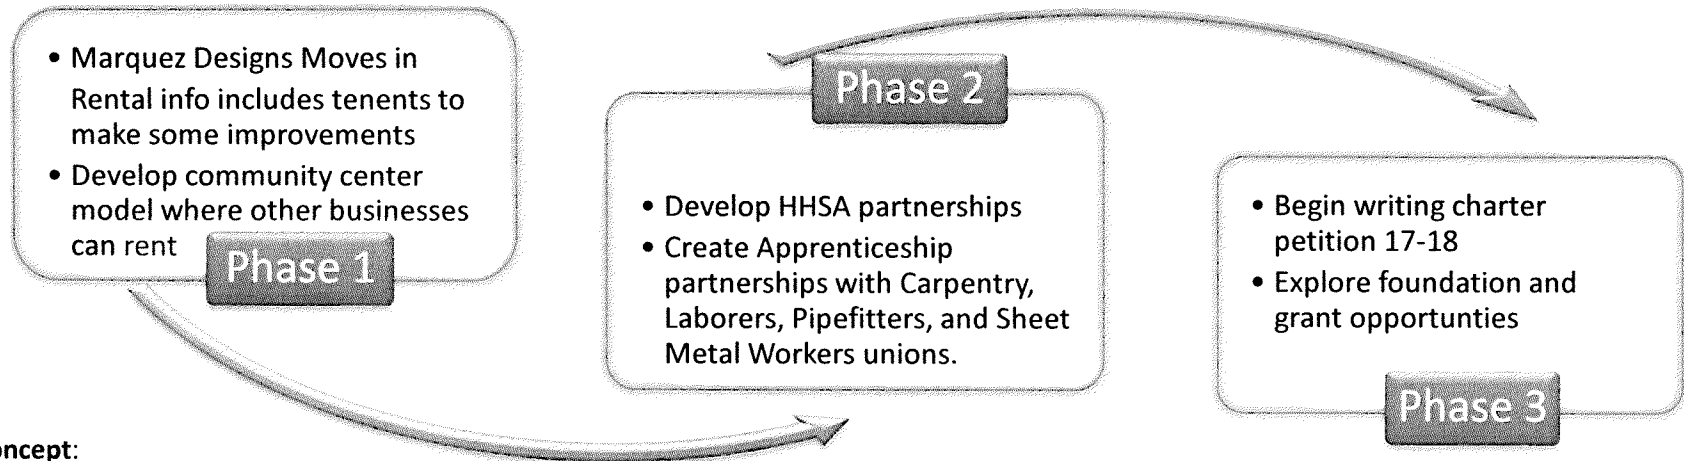 • Marquez Designs Moves in
Rental info includes tenents to
make some improvements
• Develop community center
model where other businesses
can rent
Phase 1
Phase 2
• Develop HHSA partnerships
• Create Apprenticeship
partnerships with Carpentry,
Laborers, Pipefitters, and Sheet
Metal Workers unions.
• Begin writing charter
petition 17-18
• Explore foundation and
grant opportunties
Phase 3
oncept: